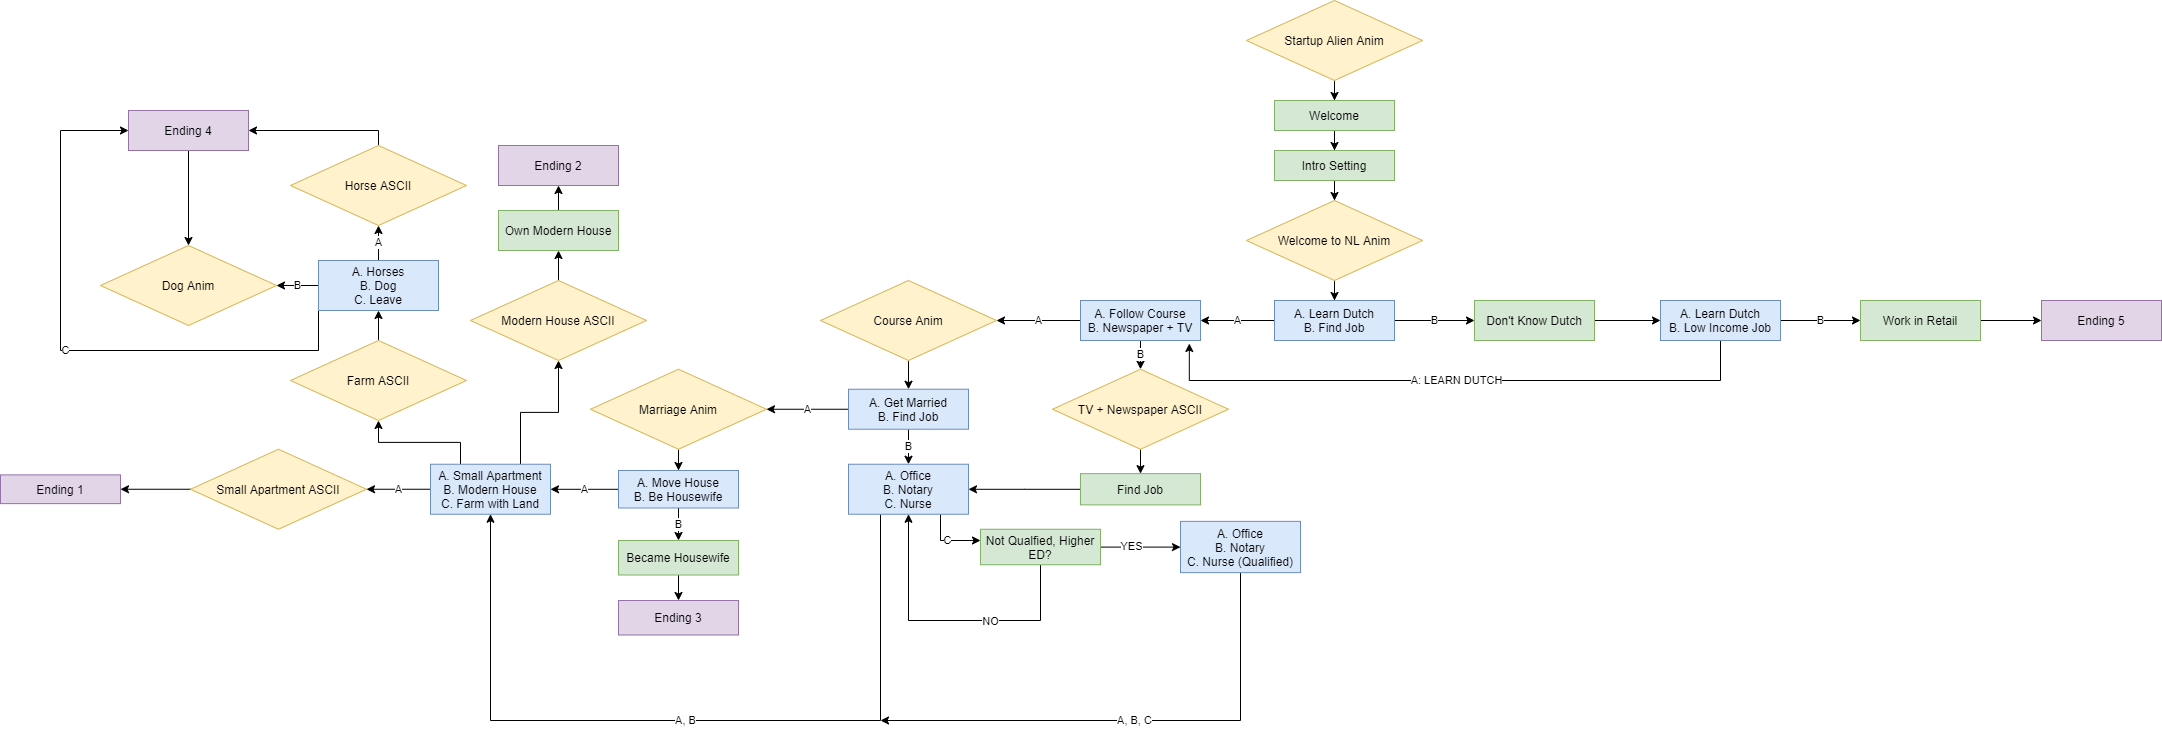 Startup Alien Anim
Welcome
Intro Setting
Welcome to NL Anim
A. Learn Dutch
B. Find Job
B
Don't Know Dutch
A. Learn Dutch
B. Low Income Job
B
Work in Retail
Ending 5
A: LEARN DUTCH
A
A. Follow Course
B. Newspaper + TV
A
Course Anim
B
TV + Newspaper ASCII
Find Job
A. Get Married
B. Find Job
A
Marriage Anim
B
A. Office
B. Notary
C. Nurse
C
Not Qualfied, Higher
ED?
YES
A. Office
B. Notary
C. Nurse (Qualified)
NO
A, B, C
A, B
A. Move House
B. Be Housewife
A
B
Became Housewife
Ending 3
A. Small Apartment
B. Modern House
C. Farm with Land
A
Small Apartment ASCII
Ending 1
Modern House ASCII
Own Modern House
Ending 2
Farm ASCII
A. Horses
B. Dog
C. Leave
A
Horse ASCII
B
Dog Anim
C
Ending 4